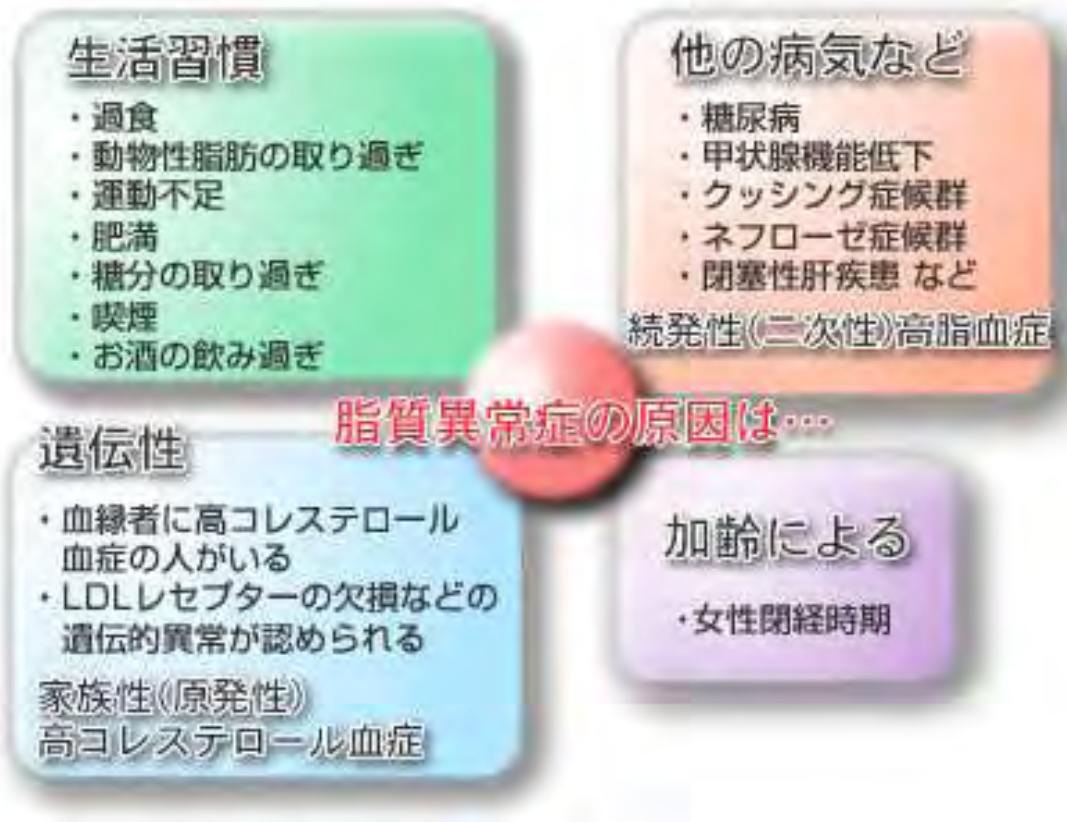 生活習慣
・過食
・動物性脂肪の取り過ぎ
・運動不足
・肥満
・糖分の取り過ぎ
・喫煙
・お酒の飲み過ぎ
他の病気など
・糖尿病
・甲状腺機能低下
・クッシング症候群
・ネフローゼ症候群
・閉塞性肝疾患 など
続発性(二次性)高脂血症
脂質異常症の原因は…
遺伝性
・血縁者に高コレステロール
血症の人がいる
・LDLレセプターの欠損などの
遺伝的異常が認められる
家族性(原発性)
高コレステロール血症
加齢による
・女性閉経時期